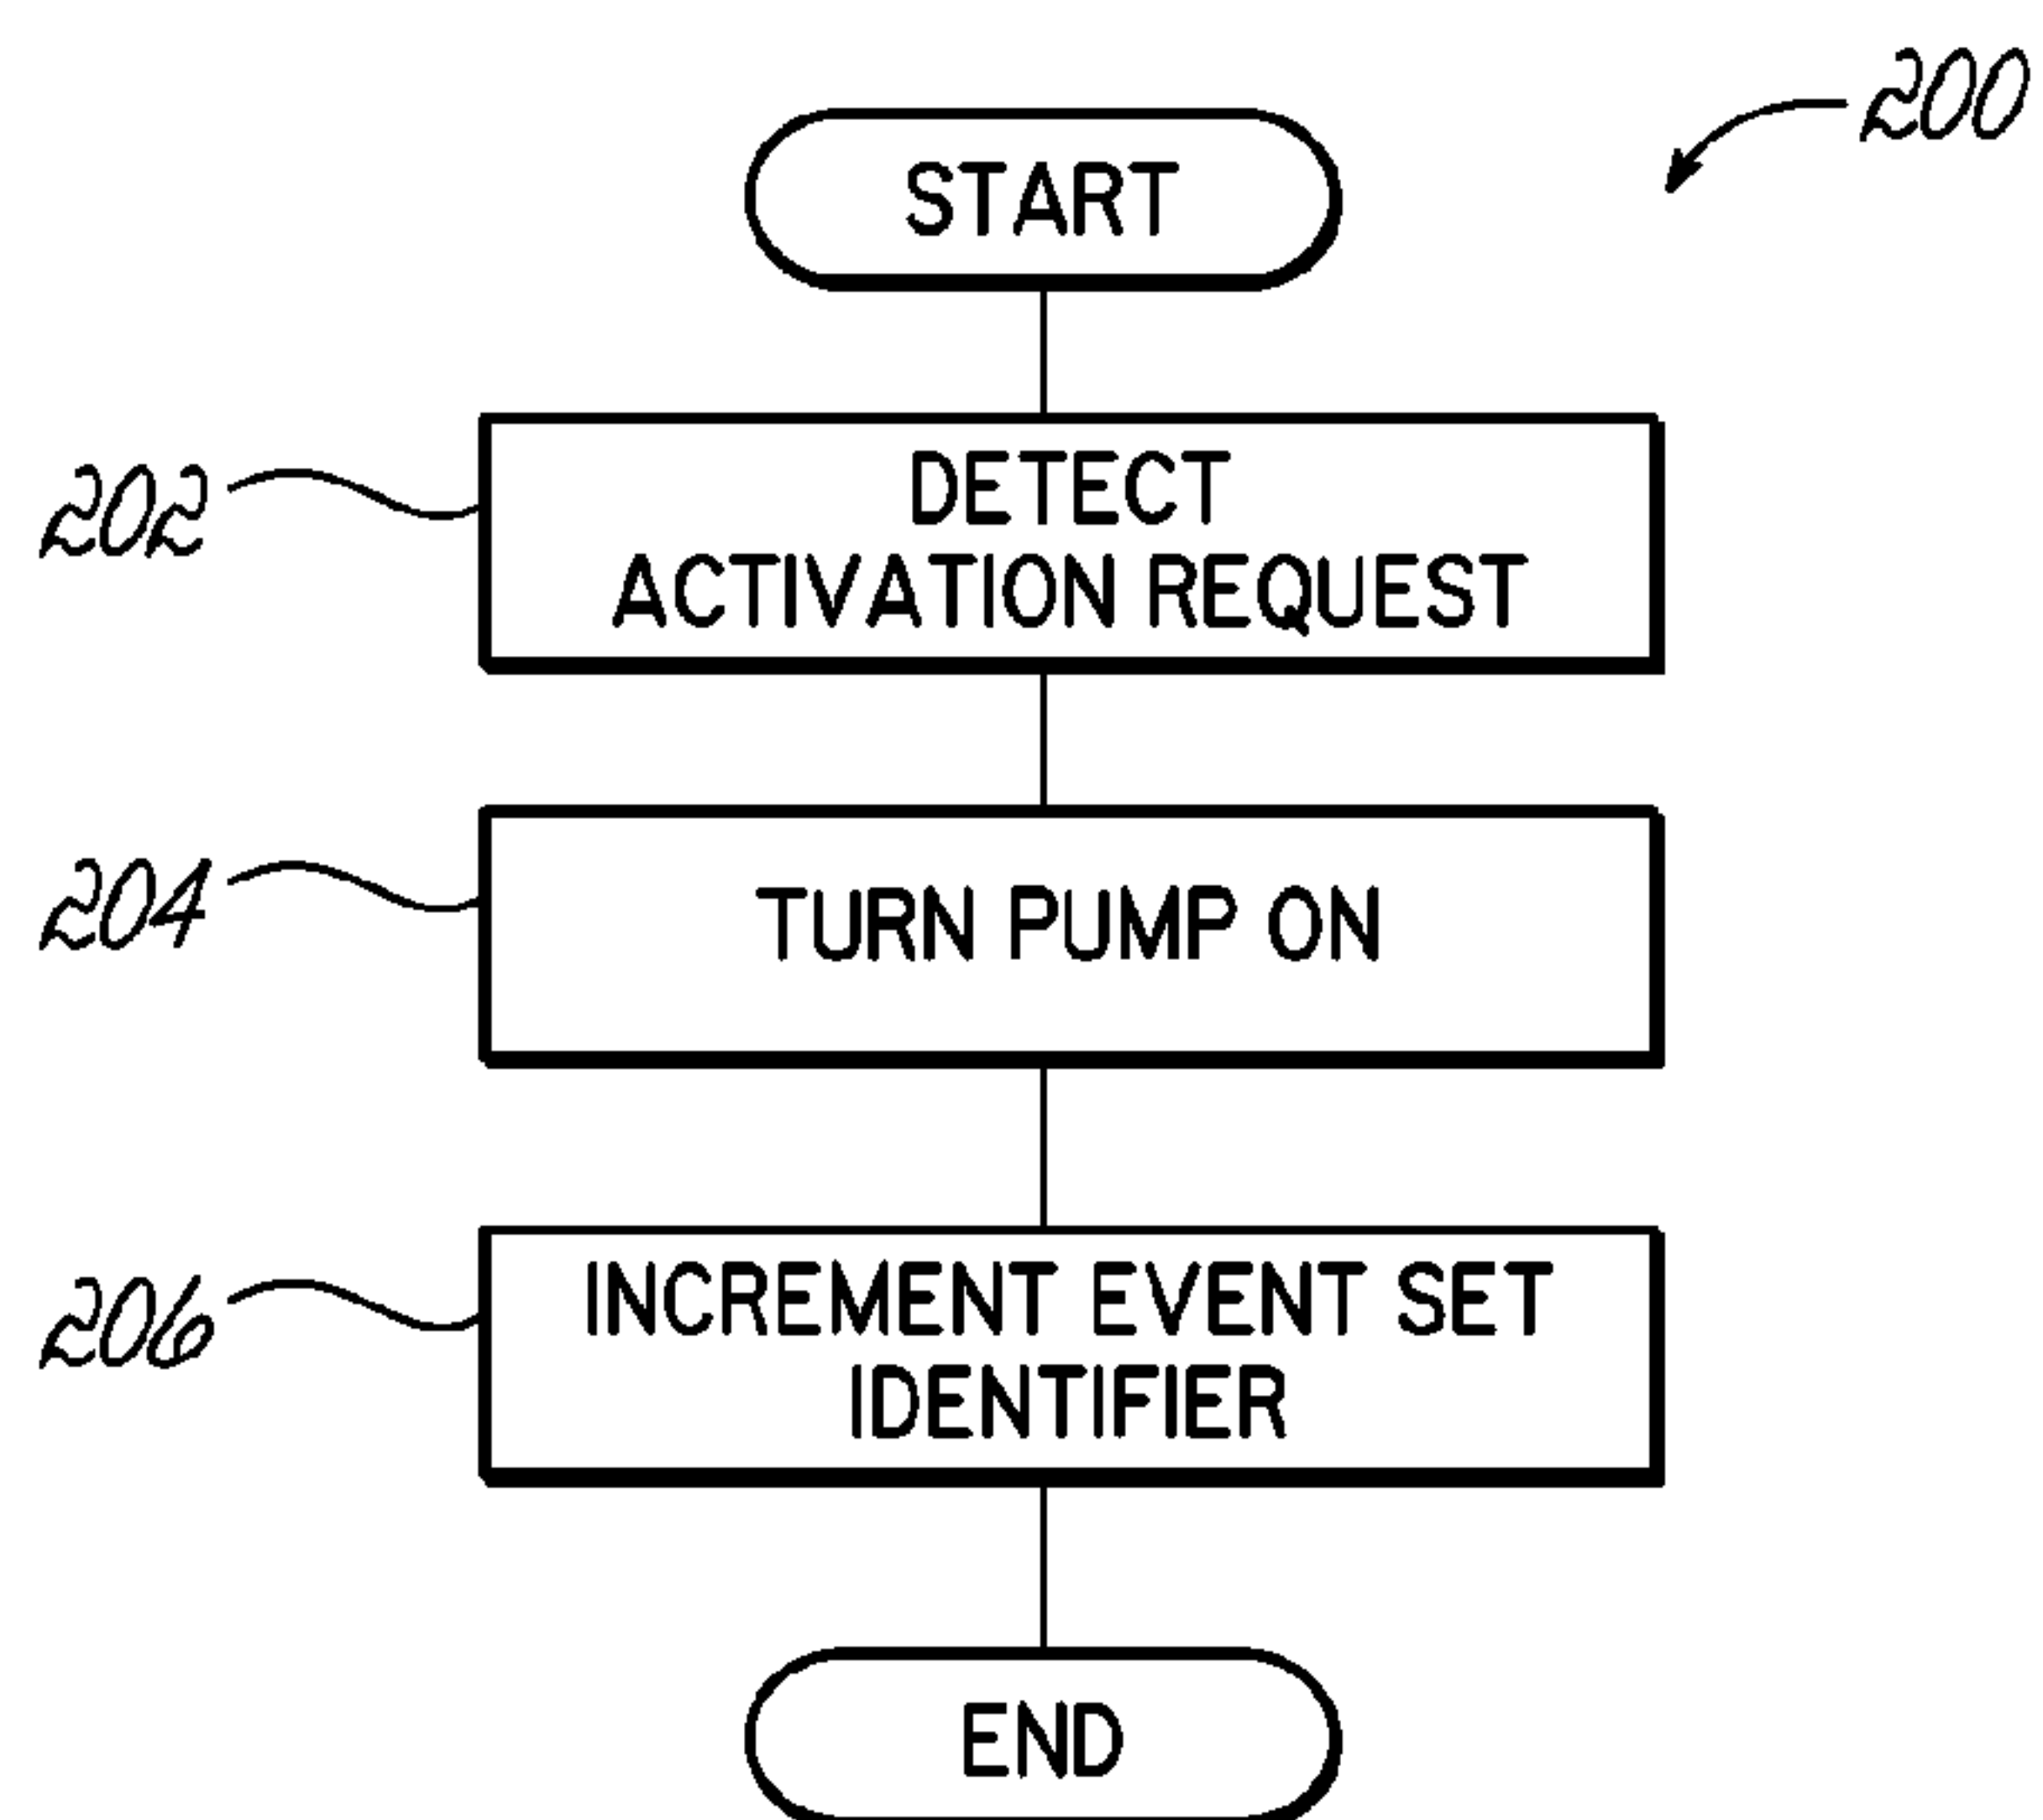 200
START
202
DETECT
ACTIVATION REQUEST
204
TURN PUMP ON
206
INCREMENT EVENT SET
IDENTIFIER
END